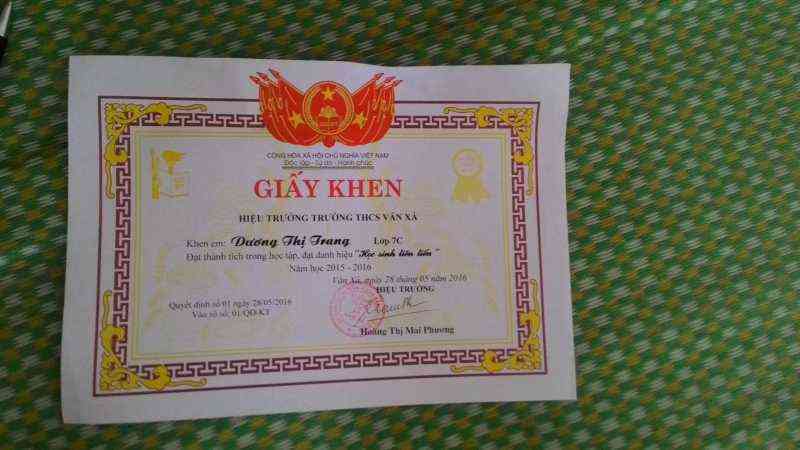 CỘNG HÒA XÃ HỘI CHỦ NGHĨA VIỆT NAM
Độc lập - Tự do - Hạnh phúc
GIẤY KHEN
HIỆU TRƯỞNG TRƯỜNG THCS VĂN XÁ
Khen em: Dương Thị Trang Lớp 7C
Đạt thành tích trong học tập, đạt danh hiệu "Học sinh tiên tiến"
Năm học 2015 - 2016
Văn Xá, ngày 28 tháng 05 năm 2016
HIỆU TRƯỞNG
Quyết định số 01 ngày 28/05/2016
Vào sổ số: 01/QĐ-KT
Hoàng Thị Mai Phương